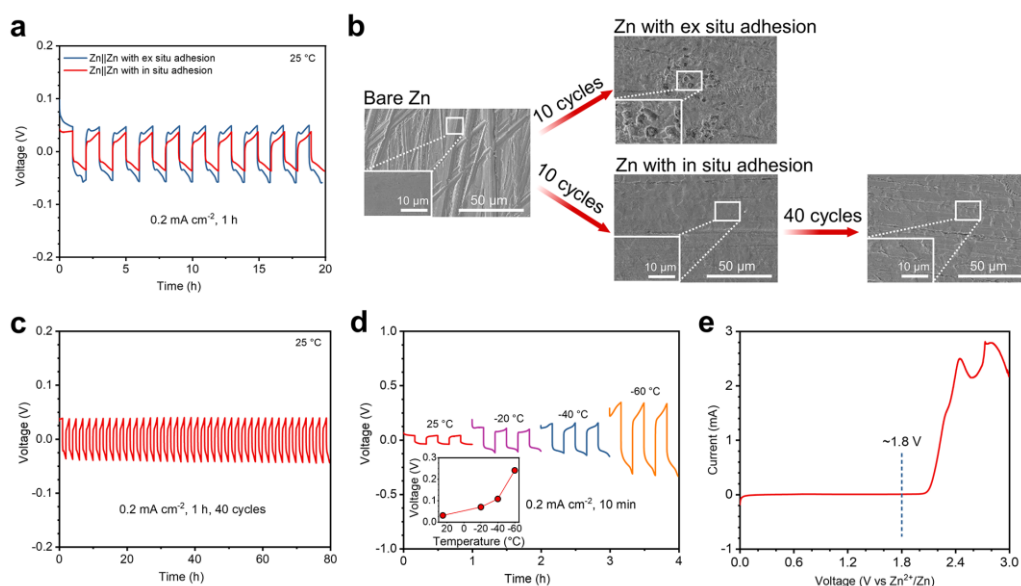 a
0.2
0.1
0.0
-0.1
-0.2
Voltage (V)
Zn||Zn with ex situ adhesion
Zn||Zn with in situ adhesion
25 °C
0.2 mA cm⁻², 1 h
0 5 10 15 20
Time (h)
b
Bare Zn
10 μm
50 μm
10 cycles
10 cycles
Zn with ex situ adhesion
10 μm
50 μm
Zn with in situ adhesion
10 μm
50 μm
40 cycles
10 μm
50 μm
c
0.2
0.1
0.0
-0.1
-0.2
Voltage (V)
25 °C
0.2 mA cm⁻², 1 h, 40 cycles
0 20 40 60 80
Time (h)
d
1.0
0.5
0.0
-0.5
-1.0
Voltage (V)
25 °C
-20 °C
-40 °C
-60 °C
0.3
0.2
0.1
0.0
Voltage (V)
20 0 -20 -40 -60
Temperature (°C)
0.2 mA cm⁻², 10 min
0 1 2 3 4
Time (h)
e
3
2
1
0
-1
Current (mA)
~1.8 V
0.0 0.6 1.2 1.8 2.4 3.0
Voltage (V vs Zn²⁺/Zn)